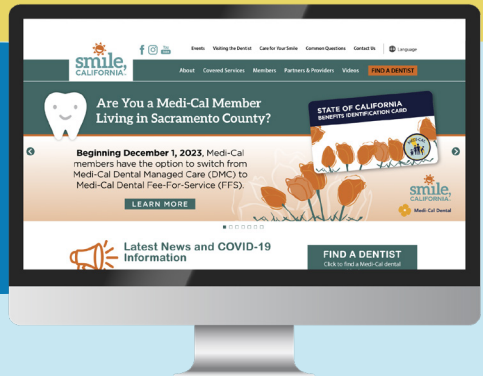 Events Visiting the Dentist Care for Your Smile Common Questions Contact Us Language
smile,
CALIFORNIA
About Covered Services Members Partners & Providers Videos FIND A DENTIST
Are You a Medi-Cal Member
Living in Sacramento County?
Beginning December 1, 2023, Medi-Cal
members have the option to switch from
Medi-Cal Dental Managed Care (DMC) to
Medi-Cal Dental Fee-For-Service (FFS).
LEARN MORE
STATE OF CALIFORNIA
BENEFITS IDENTIFICATION CARD
smile,
CALIFORNIA
Medi-Cal Dental
Latest News and COVID-19
Information
FIND A DENTIST
Click to find a Medi-Cal dental